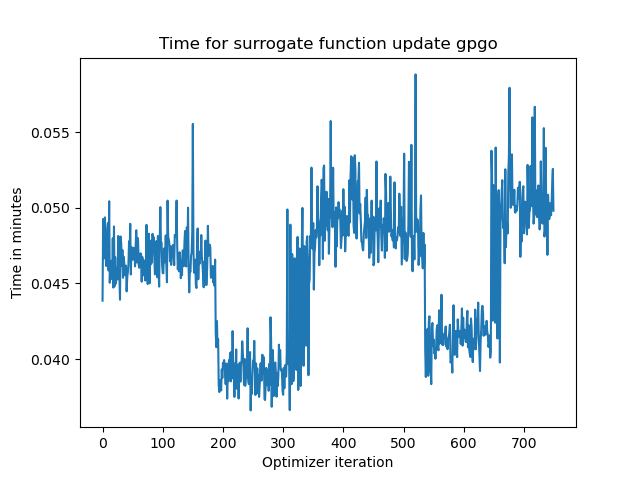 Time for surrogate function update gpgo
Time in minutes
0.055
0.050
0.045
0.040
0 100 200 300 400 500 600 700
Optimizer iteration